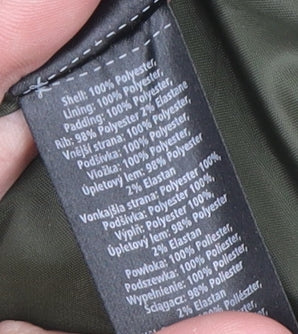 Shell: 100% Polyester,
Lining: 100% Polyester,
Padding: 100% Polyester,
Rib: 98% Polyester 2% Elastane
Vnější strana: 100% Polyester,
Podšívka: 100% Polyester,
Vložka: 100% Polyester,
Úpletový lem: 98% Polyester,
2% Elastan
Vonkajšia strana: Polyester 100%,
Podšívka: Polyester 100%,
Výplň: Polyester 100%,
Úpletový lem: 98% Polyester
2% Elastan
Powłoka: 100% Poliester,
Podszewka: 100% Poliester,
Wypełnienie: 100% Poliester,
Ściągacz: 98% Poliester,
2% Elastan